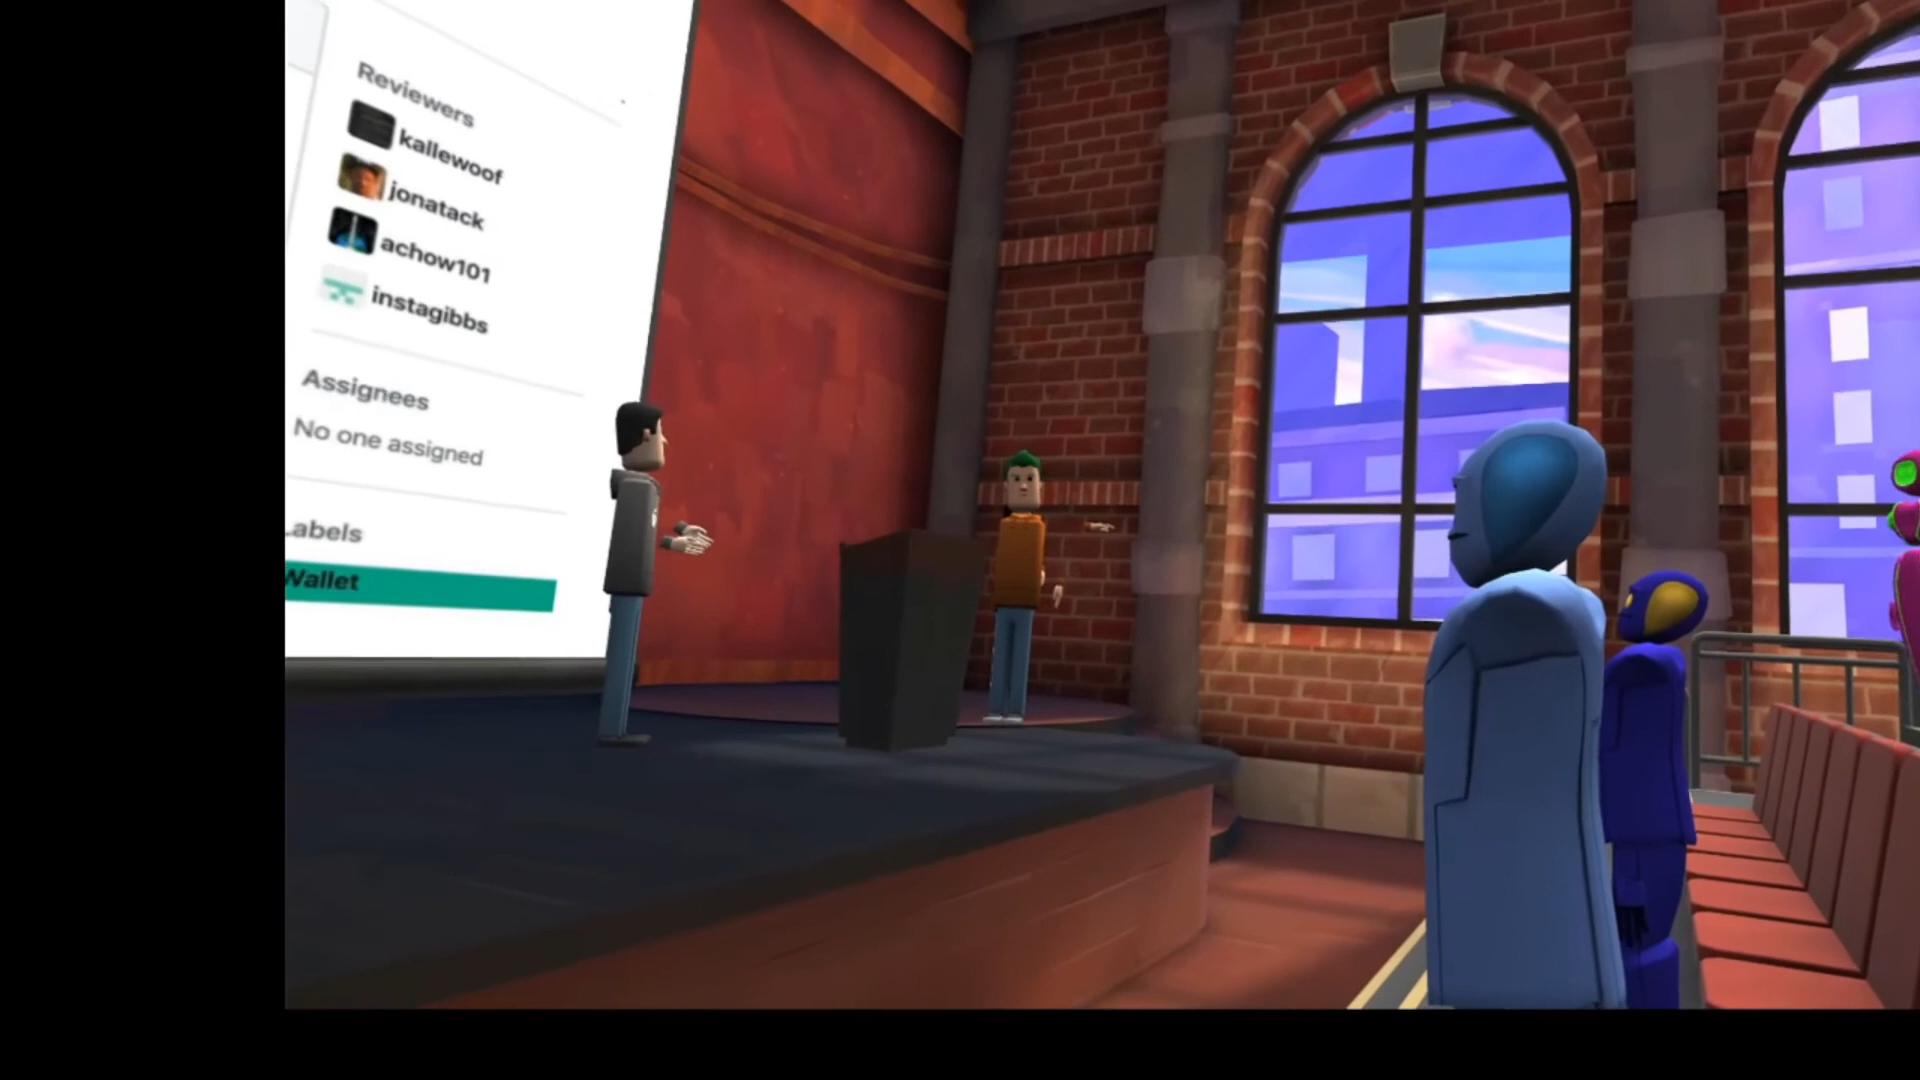 Reviewers
kallewoof
jonatack
achow101
instagibbs
Assignees
No one assigned
Labels
Wallet